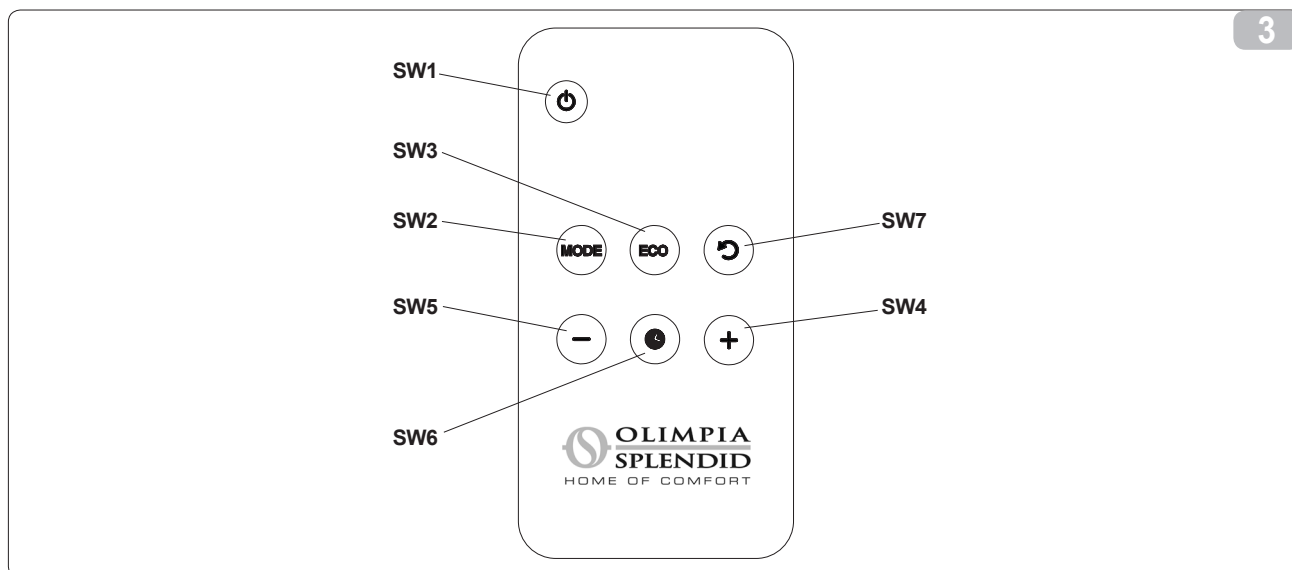 3
SW1
SW3
SW2
MODE
ECO
SW7
SW5
SW4
SW6
OLIMPIA
SPLENDID
HOME OF COMFORT